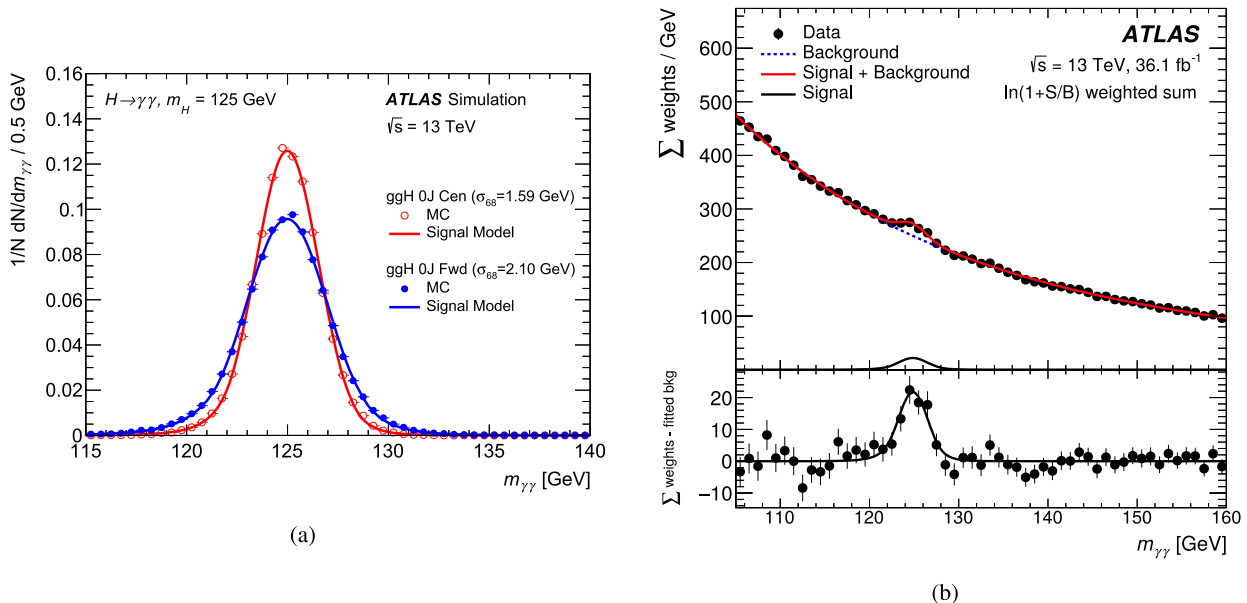 1/N dN/dm_γγ / 0.5 GeV
0.16
0.14
0.12
0.1
0.08
0.06
0.04
0.02
0
H→γγ, m_H = 125 GeV
ATLAS Simulation
√s = 13 TeV
ggH 0J Cen (σ_68=1.59 GeV)
MC
Signal Model
ggH 0J Fwd (σ_68=2.10 GeV)
MC
Signal Model
115 120 125 130 135 140
m_γγ [GeV]
(a)
∑ weights / GeV
600
500
400
300
200
100
Data
Background
Signal + Background
Signal
ATLAS
√s = 13 TeV, 36.1 fb⁻¹
ln(1+S/B) weighted sum
∑ weights - fitted bkg
20
10
0
−10
110 120 130 140 150 160
m_γγ [GeV]
(b)